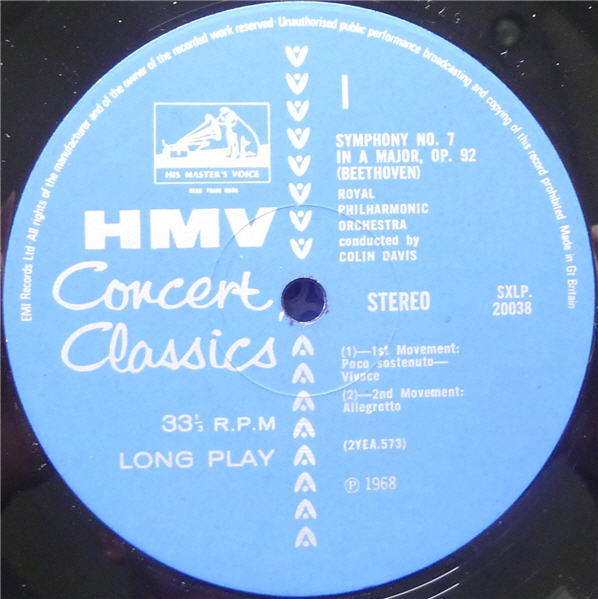 EMI Records Ltd · All rights of the manufacturer and of the owner of the recorded work reserved · Unauthorised public performance broadcasting and copying of this record prohibited. Made in Gt Britain
HIS MASTER'S VOICE
HMV
Concert
Classics
33⅓ R.P.M
LONG PLAY
1
SYMPHONY NO. 7
IN A MAJOR, OP. 92
(BEETHOVEN)
ROYAL
PHILHARMONIC
ORCHESTRA
conducted by
COLIN DAVIS
STEREO
SXLP.
20038
(1)—1st Movement:
Poco sostenuto—
Vivace
(2)—2nd Movement:
Allegretto
(2YEA.573)
Ⓟ 1968